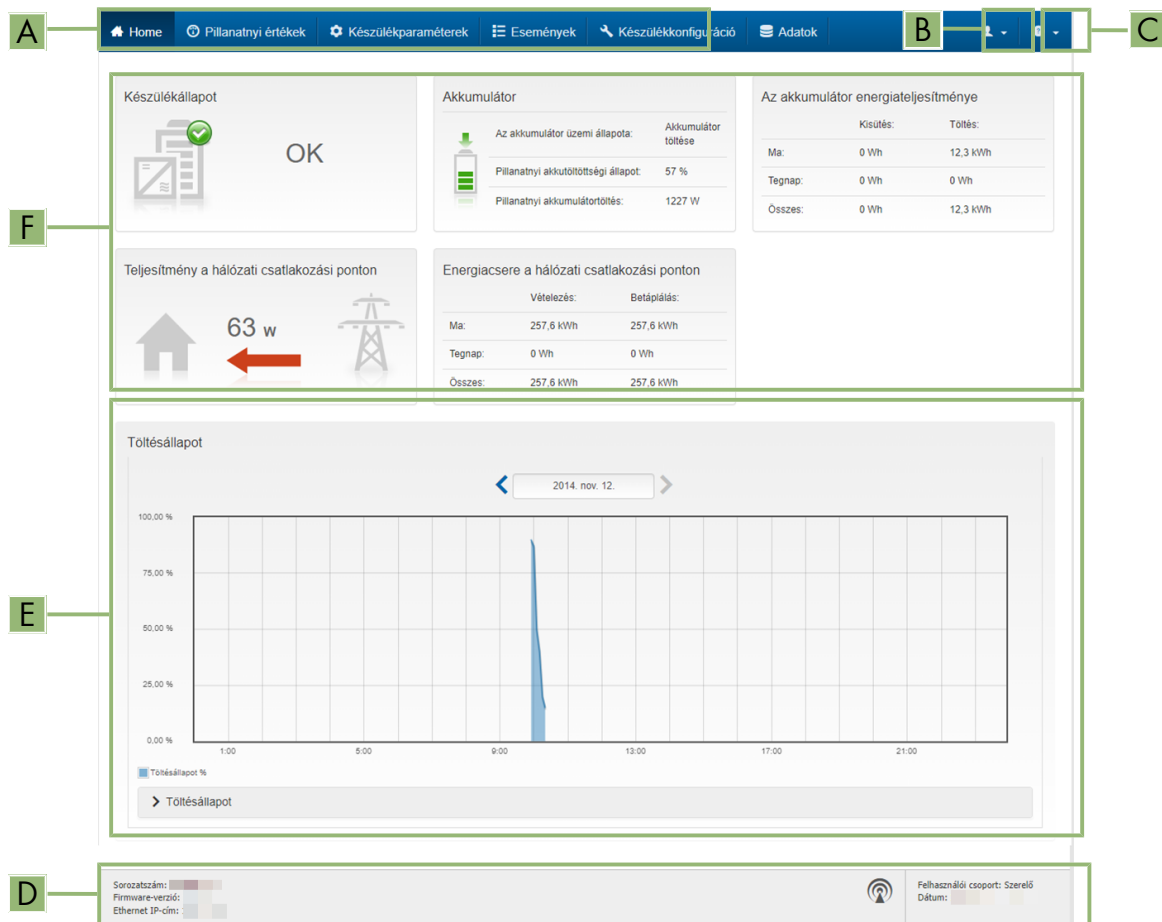 A
B
C
Home Pillanatnyi értékek Készülékparaméterek Események Készülékkonfiguráció Adatok
F
Készülékállapot
OK
Akkumulátor
Az akkumulátor üzemi állapota: Akkumulátor töltése
Pillanatnyi akkutöltöttségi állapot: 57 %
Pillanatnyi akkumulátortöltés: 1227 W
Az akkumulátor energiateljesítménye
Kisütés: Töltés:
Ma: 0 Wh 12,3 kWh
Tegnap: 0 Wh 0 Wh
Összes: 0 Wh 12,3 kWh
Teljesítmény a hálózati csatlakozási ponton
63 w
Energiacsere a hálózati csatlakozási ponton
Vételezés: Betáplálás:
Ma: 257,6 kWh 257,6 kWh
Tegnap: 0 Wh 0 Wh
Összes: 257,6 kWh 257,6 kWh
E
Töltésállapot
2014. nov. 12.
100,00 %
75,00 %
50,00 %
25,00 %
0,00 %
1:00 5:00 9:00 13:00 17:00 21:00
Töltésállapot %
Töltésállapot
D
Sorozatszám:
Firmware-verzió:
Ethernet IP-cím:
Felhasználói csoport: Szerelő
Dátum: